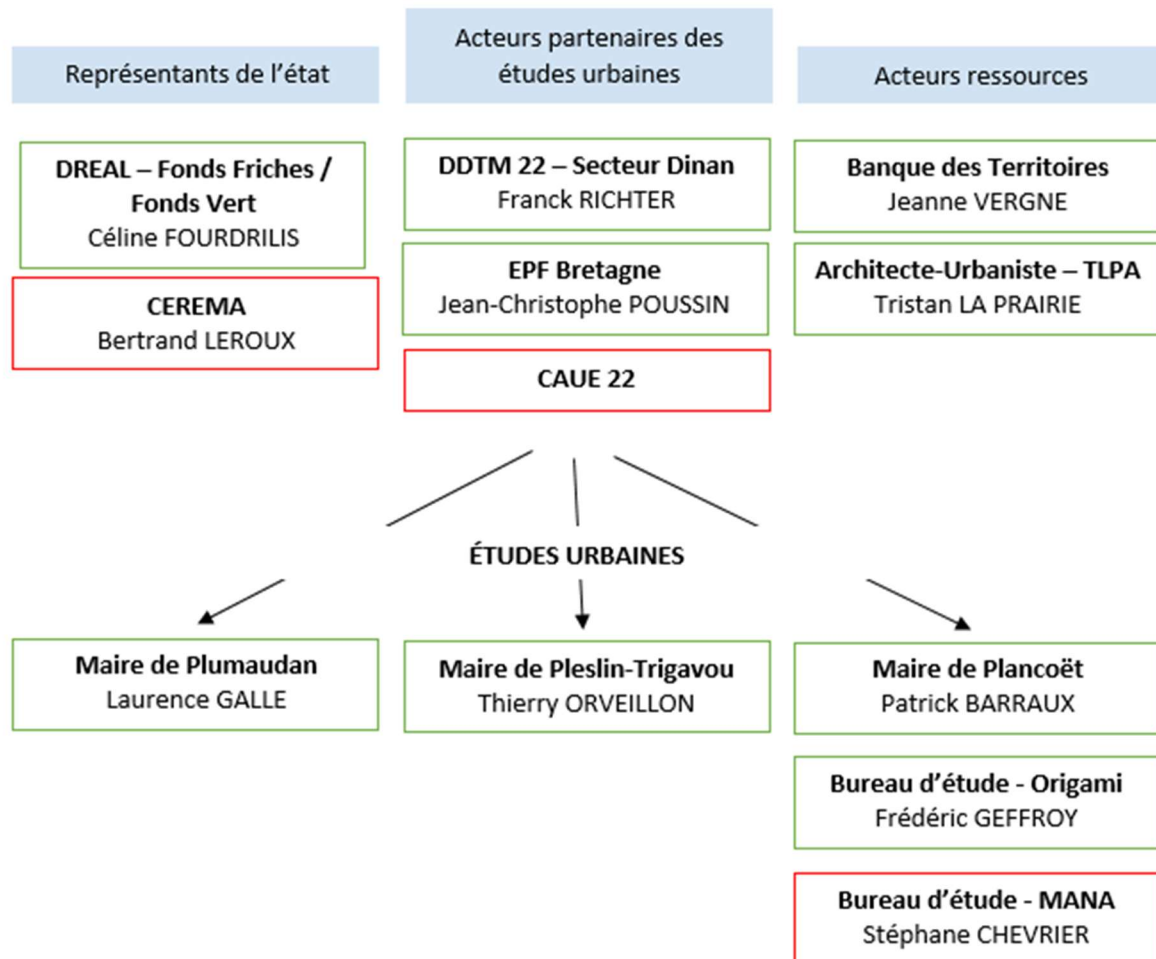 Représentants de l'état
Acteurs partenaires des
études urbaines
Acteurs ressources
DREAL – Fonds Friches /
Fonds Vert
Céline FOURDRILIS
CEREMA
Bertrand LEROUX
DDTM 22 – Secteur Dinan
Franck RICHTER
EPF Bretagne
Jean-Christophe POUSSIN
CAUE 22
Banque des Territoires
Jeanne VERGNE
Architecte-Urbaniste – TLPA
Tristan LA PRAIRIE
ÉTUDES URBAINES
Maire de Plumaudan
Laurence GALLE
Maire de Pleslin-Trigavou
Thierry ORVEILLON
Maire de Plancoët
Patrick BARRAUX
Bureau d'étude - Origami
Frédéric GEFFROY
Bureau d'étude - MANA
Stéphane CHEVRIER